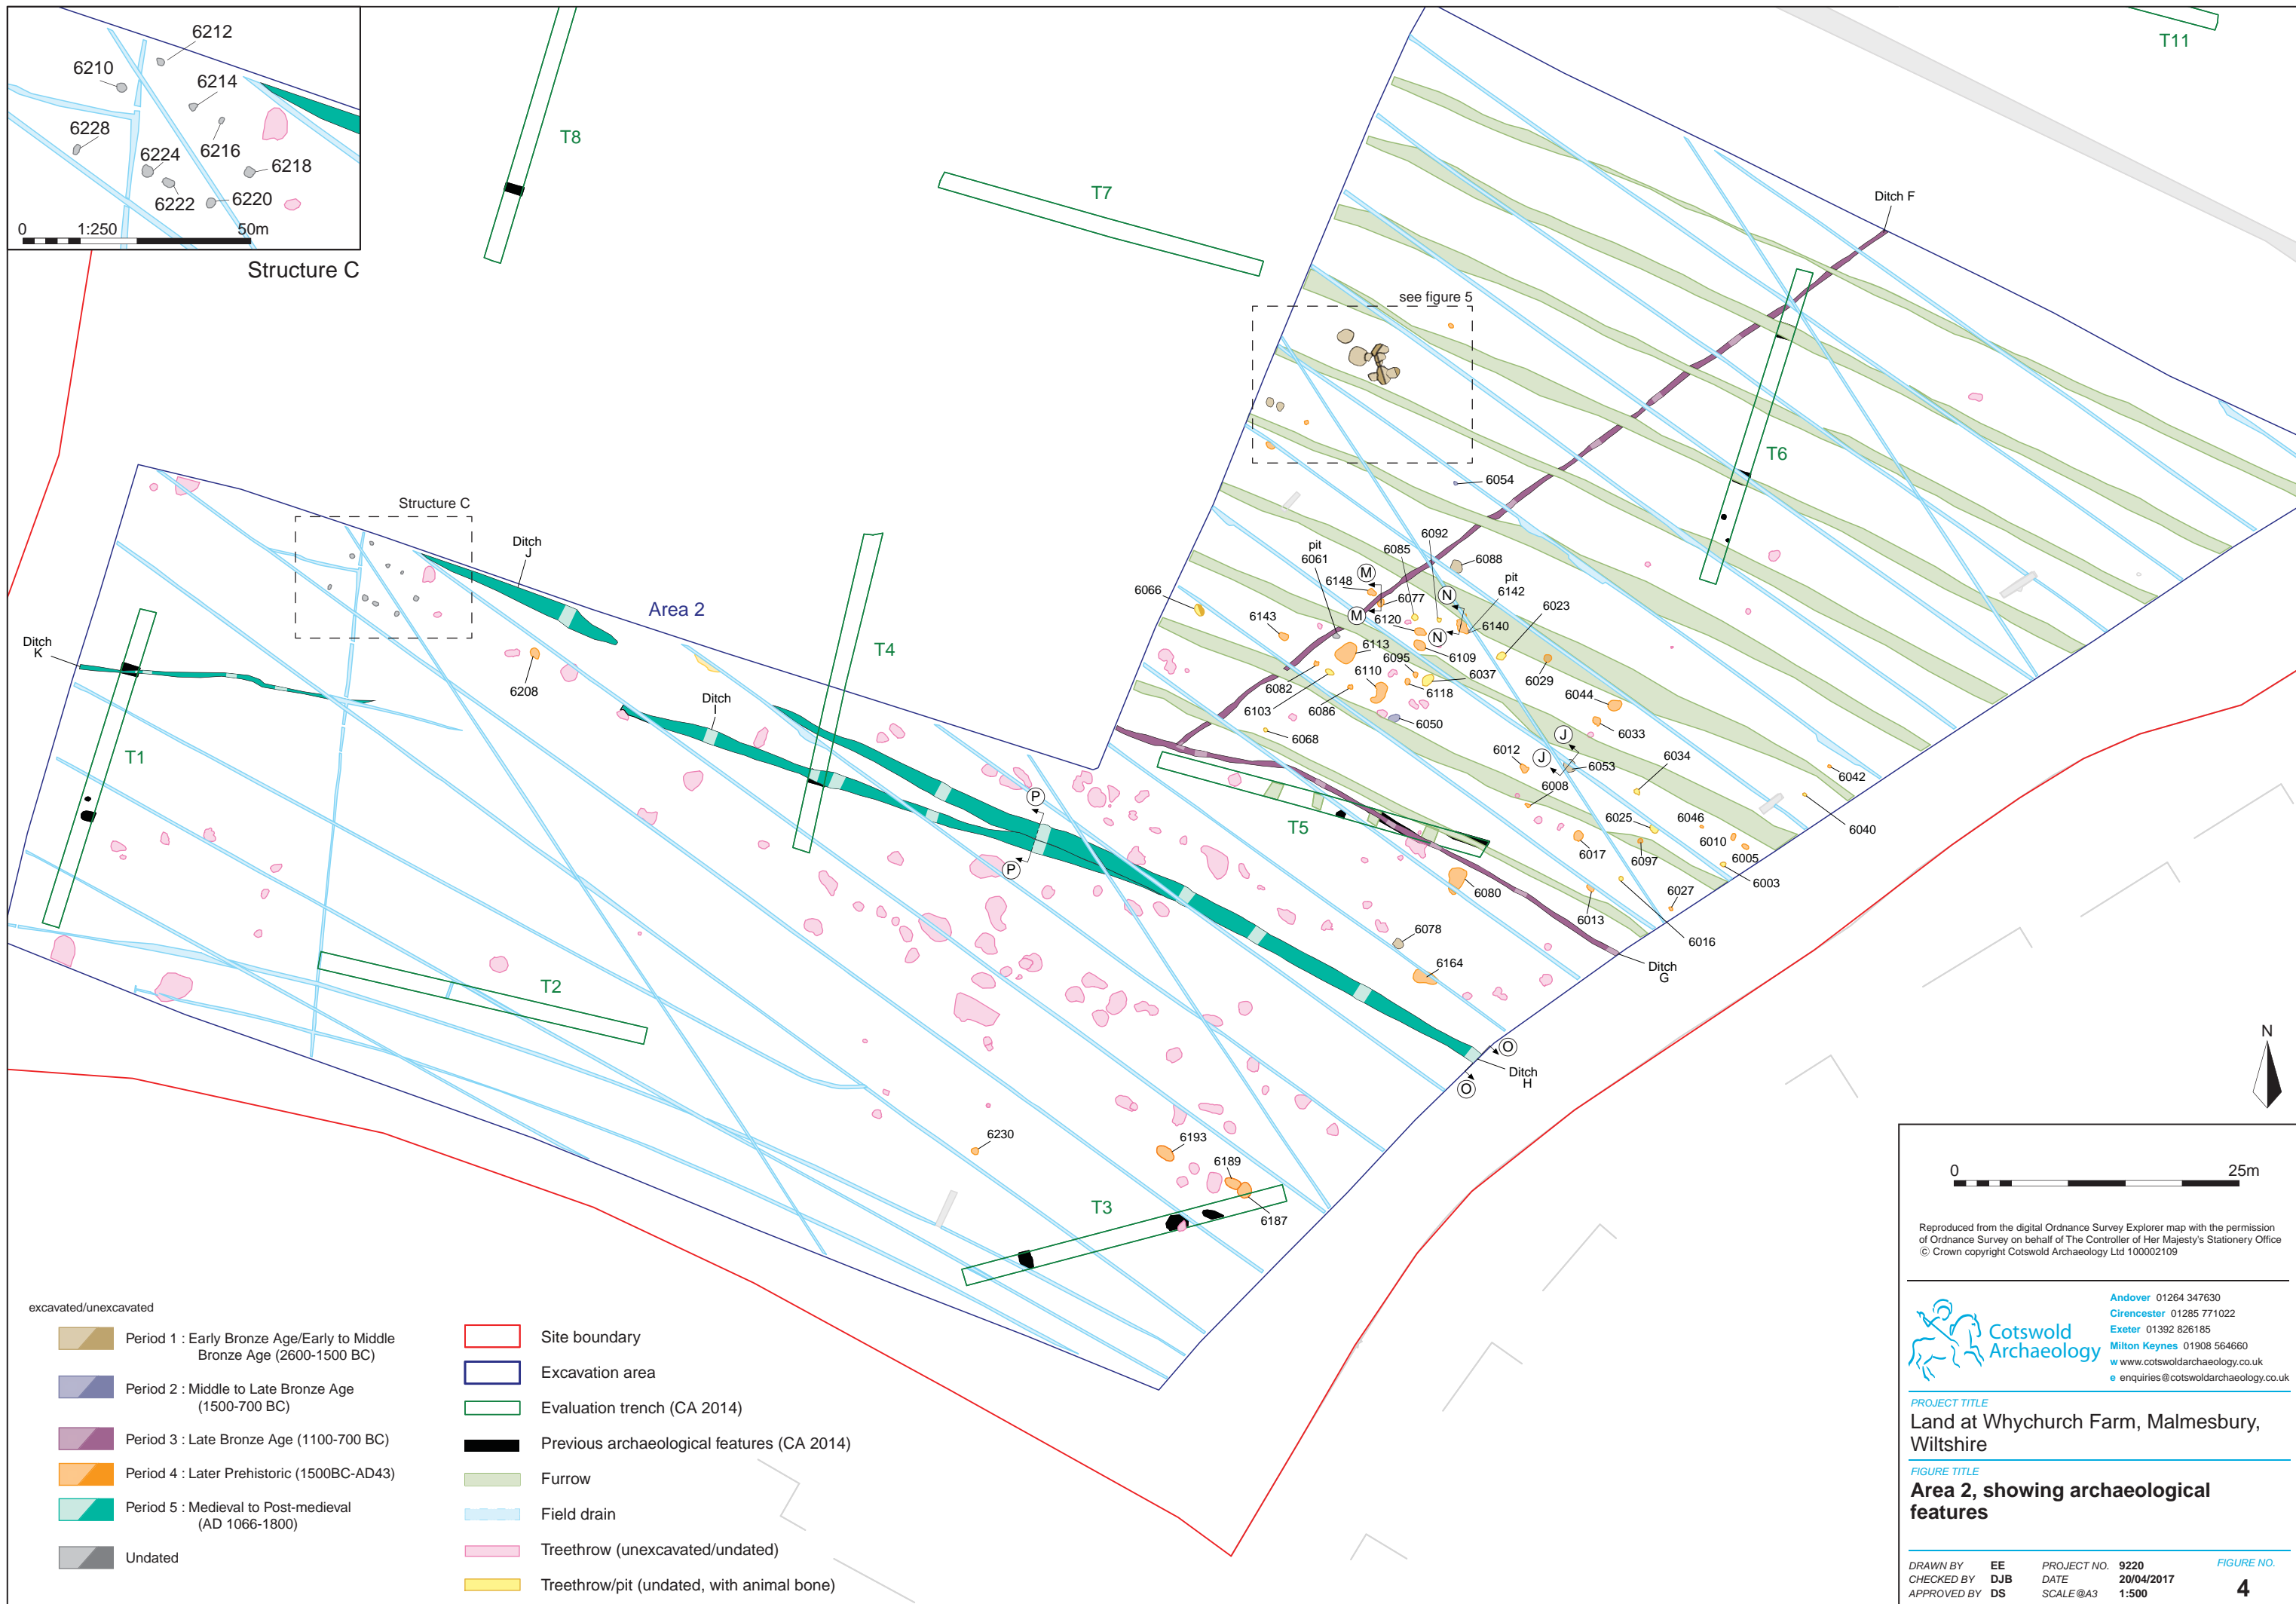 6212
6210
6214
6228
6224
6216
6218
6222
6220
0 1:250 50m
Structure C
T8
T7
T11
Ditch F
see figure 5
T6
6054
Structure C
Ditch
J
Area 2
T4
6092
6085
6088
pit
6061
6148
M
pit
6142
N
6077
6023
6066
6143
M
6120
N
6140
6113
6095
6109
6029
6110
6037
6044
6082
6118
6103
6086
6050
6033
6068
J
6012
J
6053
6034
6042
6008
6040
Ditch
K
6208
Ditch
I
T1
P
P
T5
6025
6046
6010
6017
6097
6005
6003
6080
6027
6013
6016
6078
6164
Ditch
G
T2
O
Ditch
H
O
N
6230
6193
6189
6187
T3
excavated/unexcavated
Period 1 : Early Bronze Age/Early to Middle
Bronze Age (2600-1500 BC)
Period 2 : Middle to Late Bronze Age
(1500-700 BC)
Period 3 : Late Bronze Age (1100-700 BC)
Period 4 : Later Prehistoric (1500BC-AD43)
Period 5 : Medieval to Post-medieval
(AD 1066-1800)
Undated
Site boundary
Excavation area
Evaluation trench (CA 2014)
Previous archaeological features (CA 2014)
Furrow
Field drain
Treethrow (unexcavated/undated)
Treethrow/pit (undated, with animal bone)
0 25m
Reproduced from the digital Ordnance Survey Explorer map with the permission
of Ordnance Survey on behalf of The Controller of Her Majesty's Stationery Office
© Crown copyright Cotswold Archaeology Ltd 100002109
Cotswold
Archaeology
Andover 01264 347630
Cirencester 01285 771022
Exeter 01392 826185
Milton Keynes 01908 564660
w www.cotswoldarchaeology.co.uk
e enquiries@cotswoldarchaeology.co.uk
PROJECT TITLE
Land at Whychurch Farm, Malmesbury,
Wiltshire
FIGURE TITLE
Area 2, showing archaeological
features
DRAWN BY EE PROJECT NO. 9220 FIGURE NO.
CHECKED BY DJB DATE 20/04/2017
APPROVED BY DS SCALE@A3 1:500 4